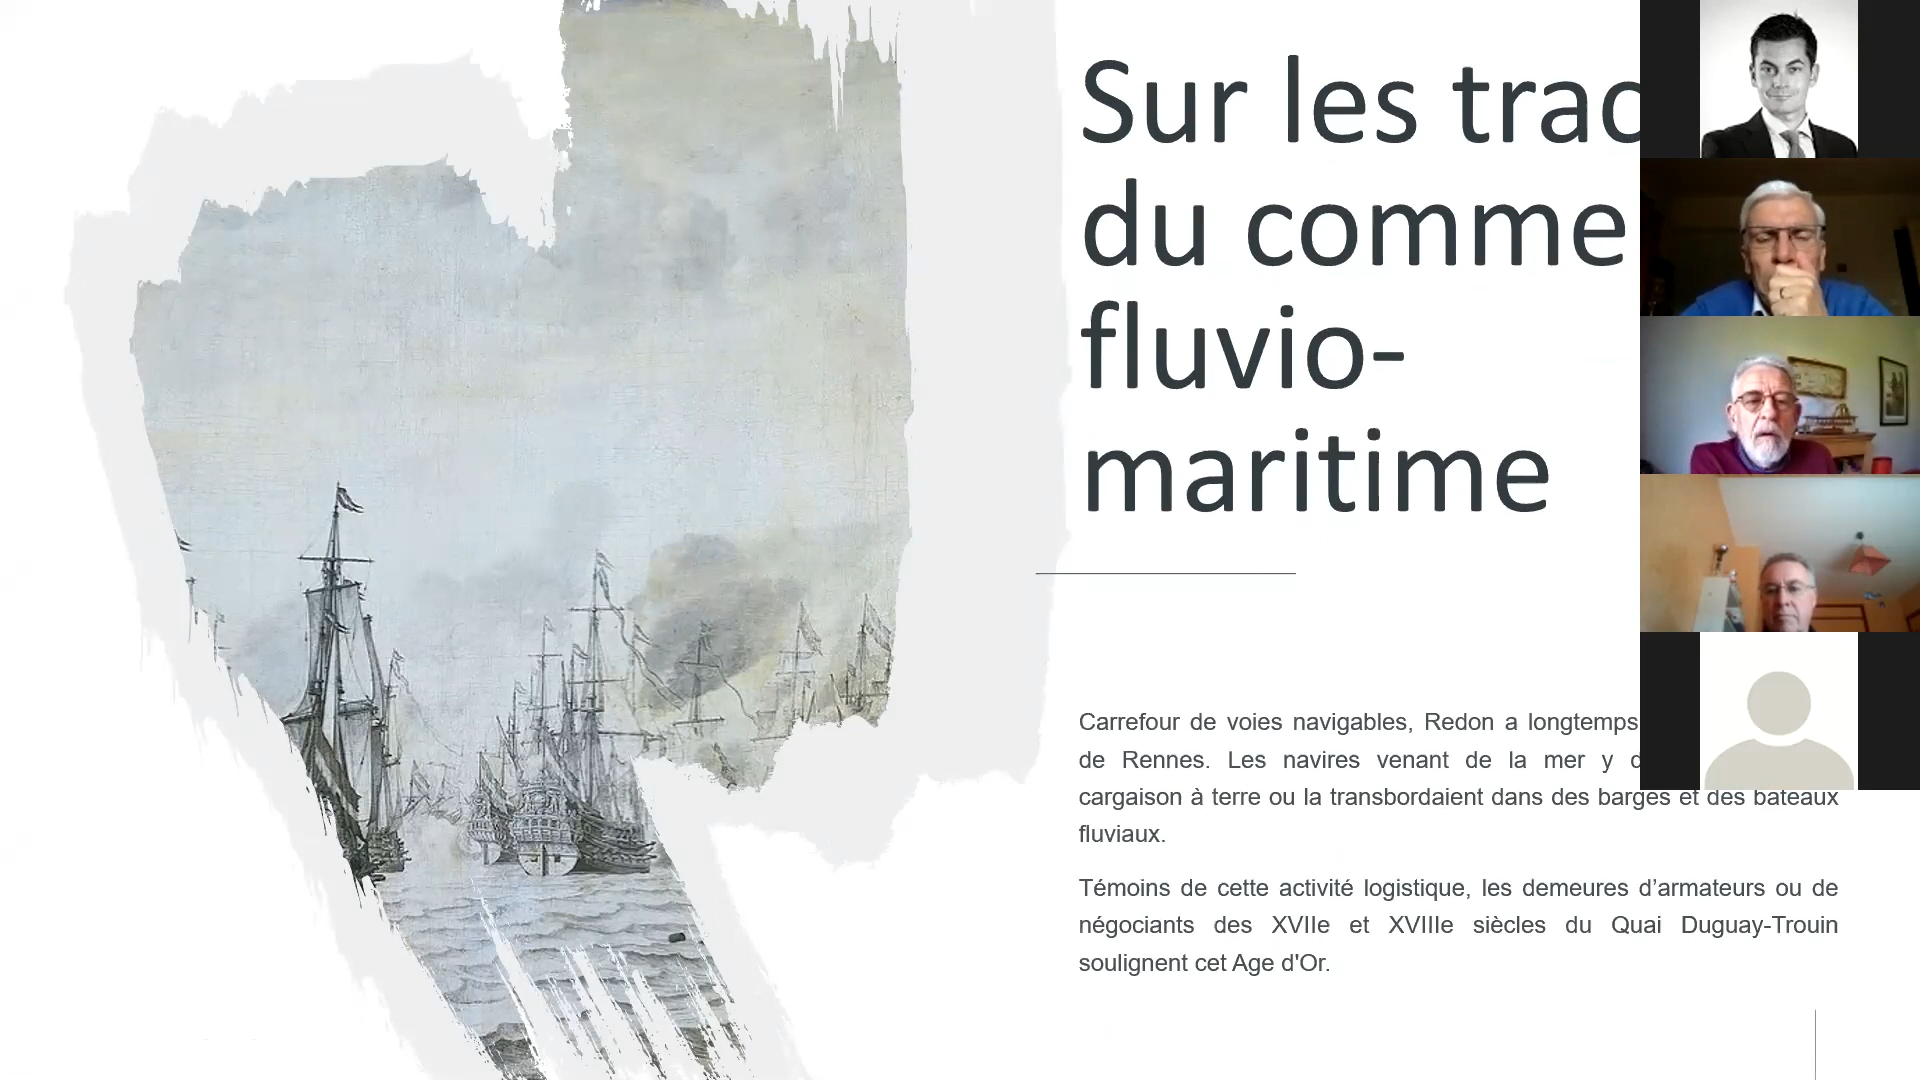 Sur les trac
du comme
fluvio-
maritime
Carrefour de voies navigables, Redon a longtemps
de Rennes. Les navires venant de la mer y d
cargaison à terre ou la transbordaient dans des barges et des bateaux
fluviaux.
Témoins de cette activité logistique, les demeures d’armateurs ou de
négociants des XVIIe et XVIIIe siècles du Quai Duguay-Trouin
soulignent cet Age d'Or.